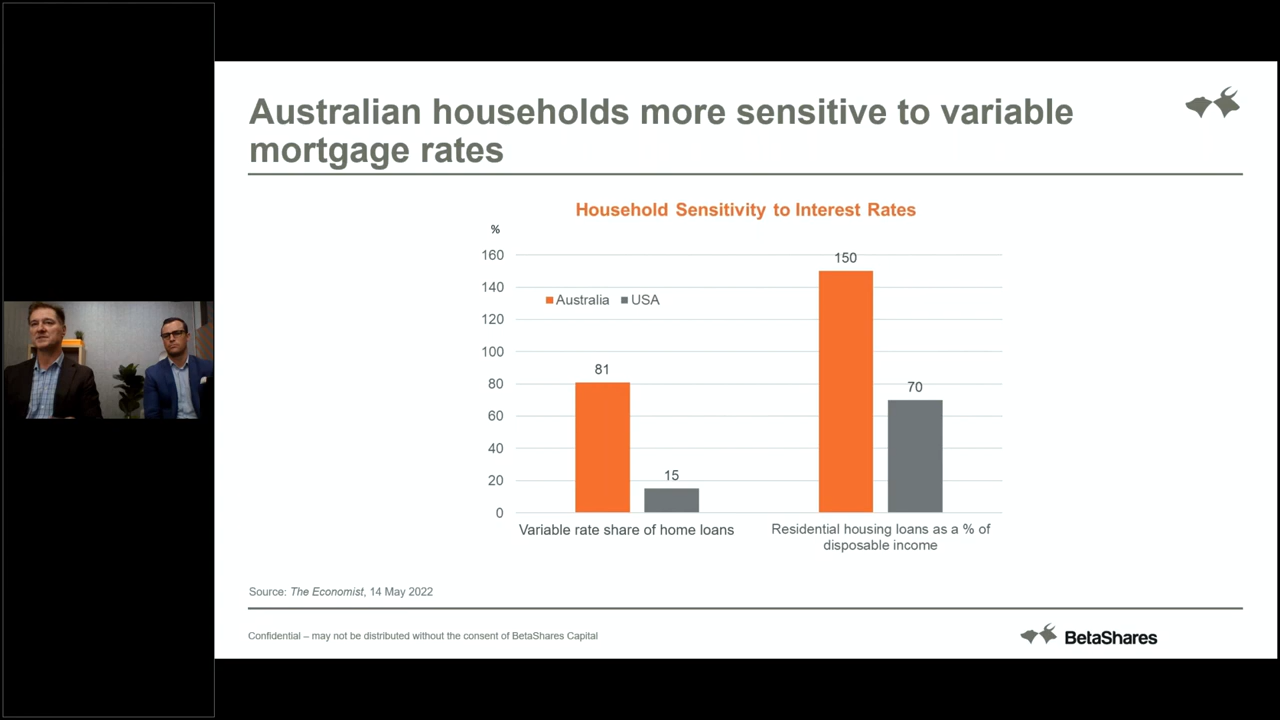 Australian households more sensitive to variable
mortgage rates
Household Sensitivity to Interest Rates
%
160
140
120
100
80
60
40
20
0
Australia USA
81
15
150
70
Variable rate share of home loans
Residential housing loans as a % of
disposable income
Source: The Economist, 14 May 2022
Confidential – may not be distributed without the consent of BetaShares Capital
BetaShares